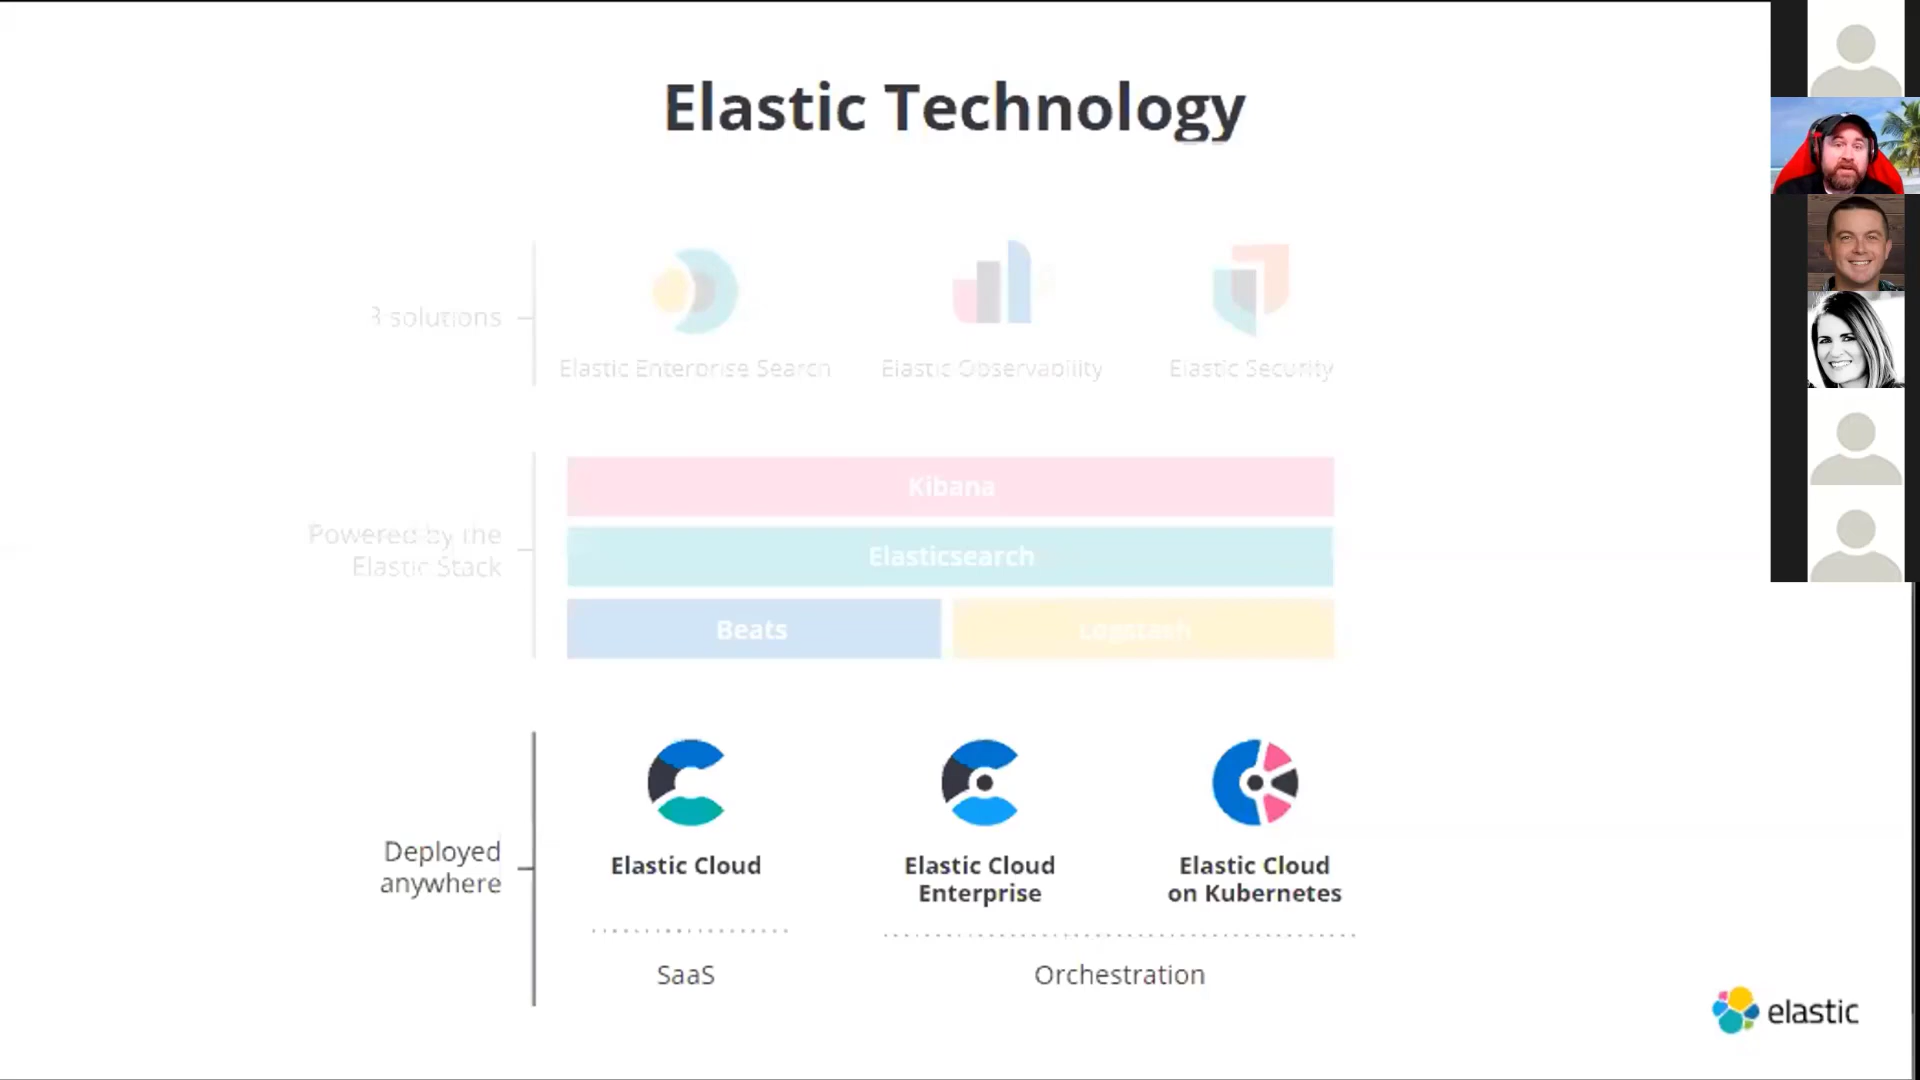 Elastic Technology
3 solutions
Elastic Enterprise Search
Elastic Observability
Elastic Security
Powered by the
Elastic Stack
Kibana
Elasticsearch
Beats
Logstash
Deployed
anywhere
Elastic Cloud
Elastic Cloud
Enterprise
Elastic Cloud
on Kubernetes
SaaS
Orchestration
elastic